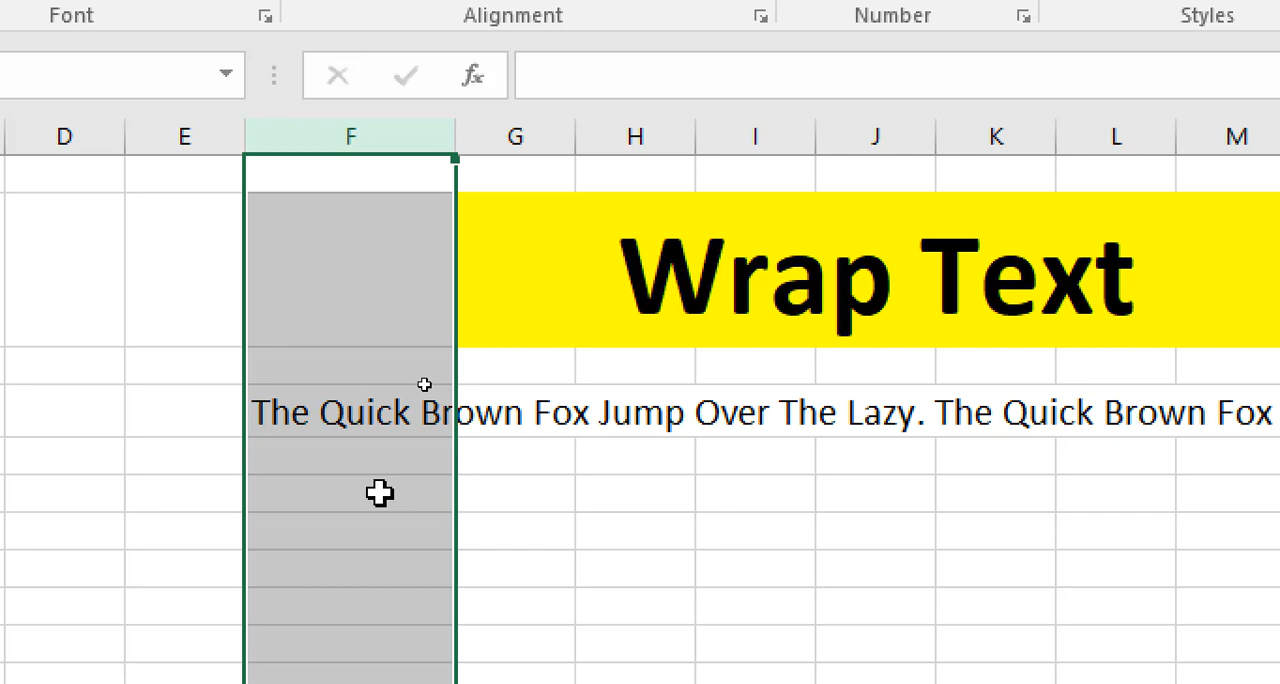 Font Alignment Number Styles
fx
D E F G H I J K L M
Wrap Text
The Quick Brown Fox Jump Over The Lazy. The Quick Brown Fox